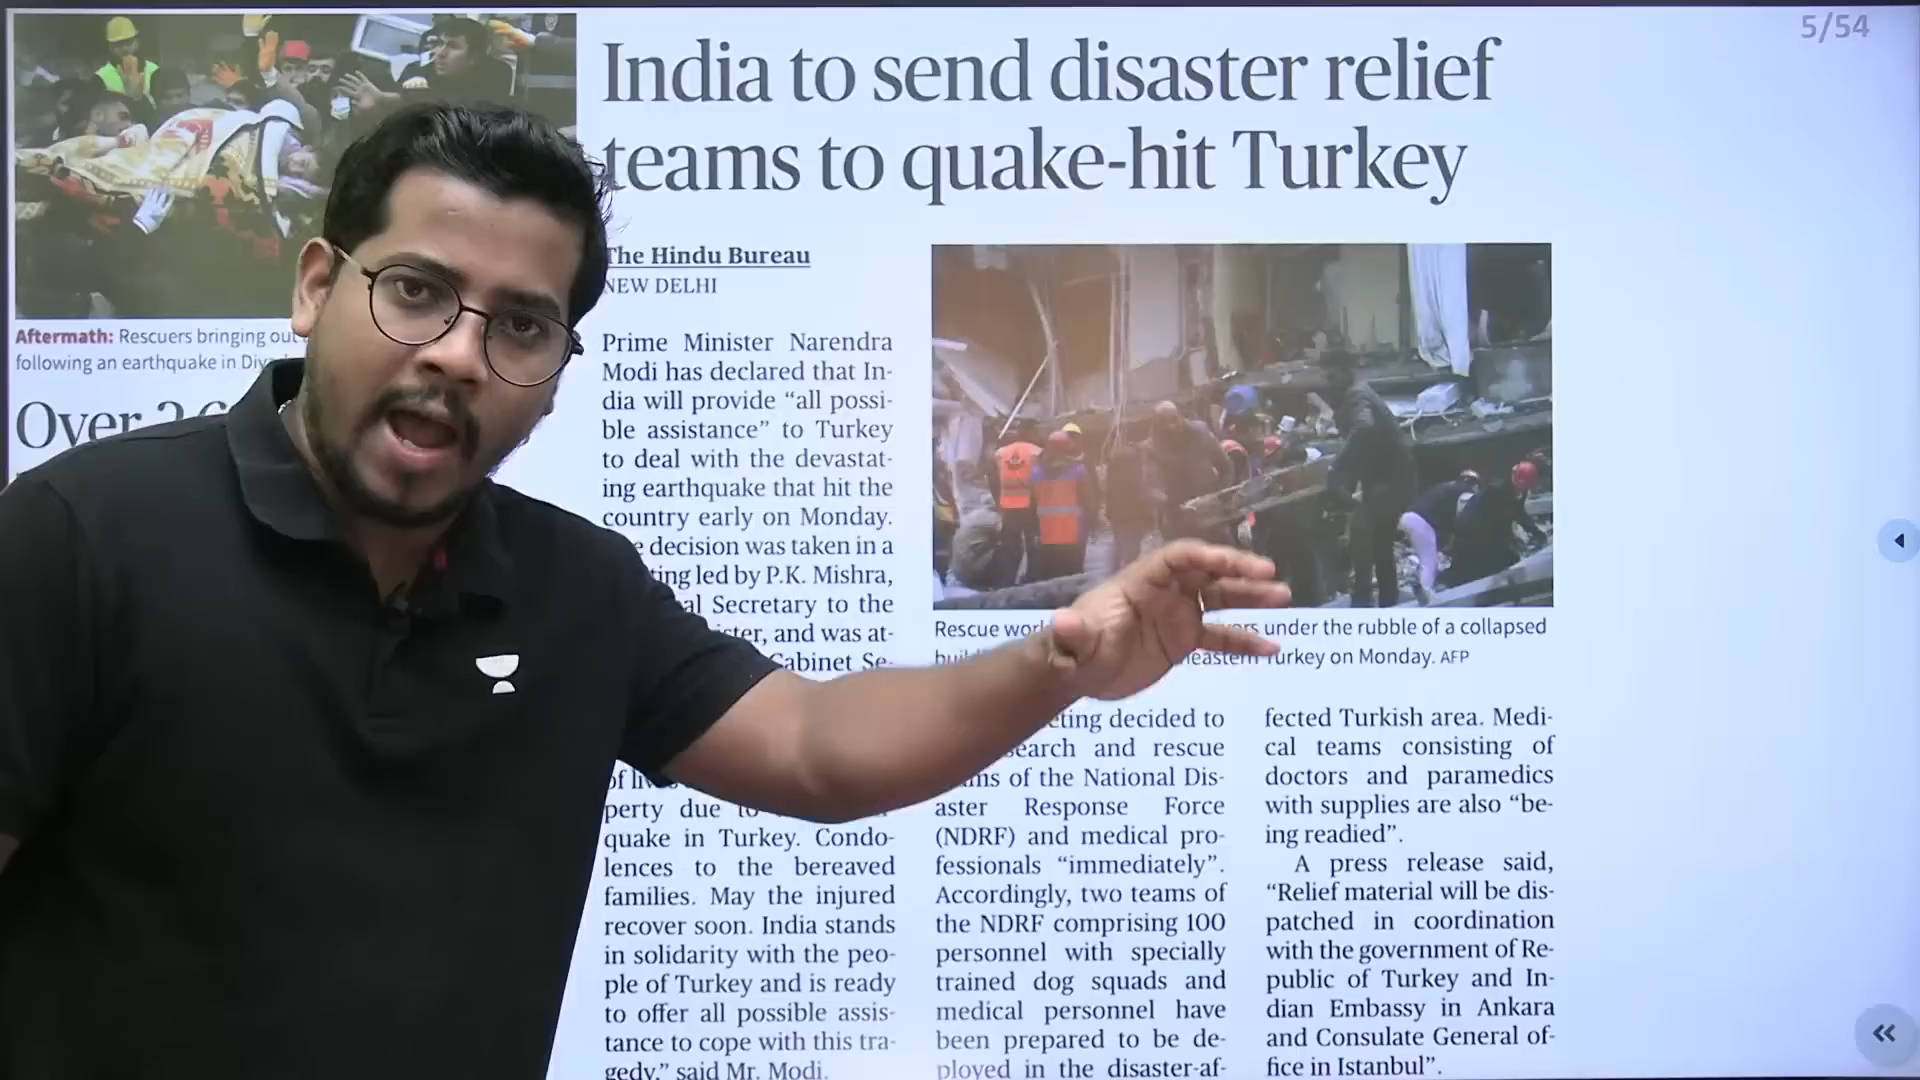 5/54
India to send disaster relief
teams to quake-hit Turkey
Aftermath: Rescuers bringing out
following an earthquake in
Over
The Hindu Bureau
NEW DELHI
Prime Minister Narendra
Modi has declared that In-
dia will provide “all possi-
ble assistance” to Turkey
to deal with the devastat-
ing earthquake that hit the
country early on Monday.
decision was taken in a
led by P.K. Mishra,
Secretary to the
and was at-
Cabinet Se-
of
perty due to
quake in Turkey. Condo-
lences to the bereaved
families. May the injured
recover soon. India stands
in solidarity with the peo-
ple of Turkey and is ready
to offer all possible assis-
tance to cope with this tra-
gedy,” said Mr. Modi.
Rescue under the rubble of a collapsed
Turkey on Monday. AFP
decided to
search and rescue
of the National Dis-
aster Response Force
(NDRF) and medical pro-
fessionals “immediately”.
Accordingly, two teams of
the NDRF comprising 100
personnel with specially
trained dog squads and
medical personnel have
been prepared to be de-
ployed in the disaster-af-
fected Turkish area. Medi-
cal teams consisting of
doctors and paramedics
with supplies are also “be-
ing readied”.
A press release said,
“Relief material will be dis-
patched in coordination
with the government of Re-
public of Turkey and In-
dian Embassy in Ankara
and Consulate General of-
fice in Istanbul”.